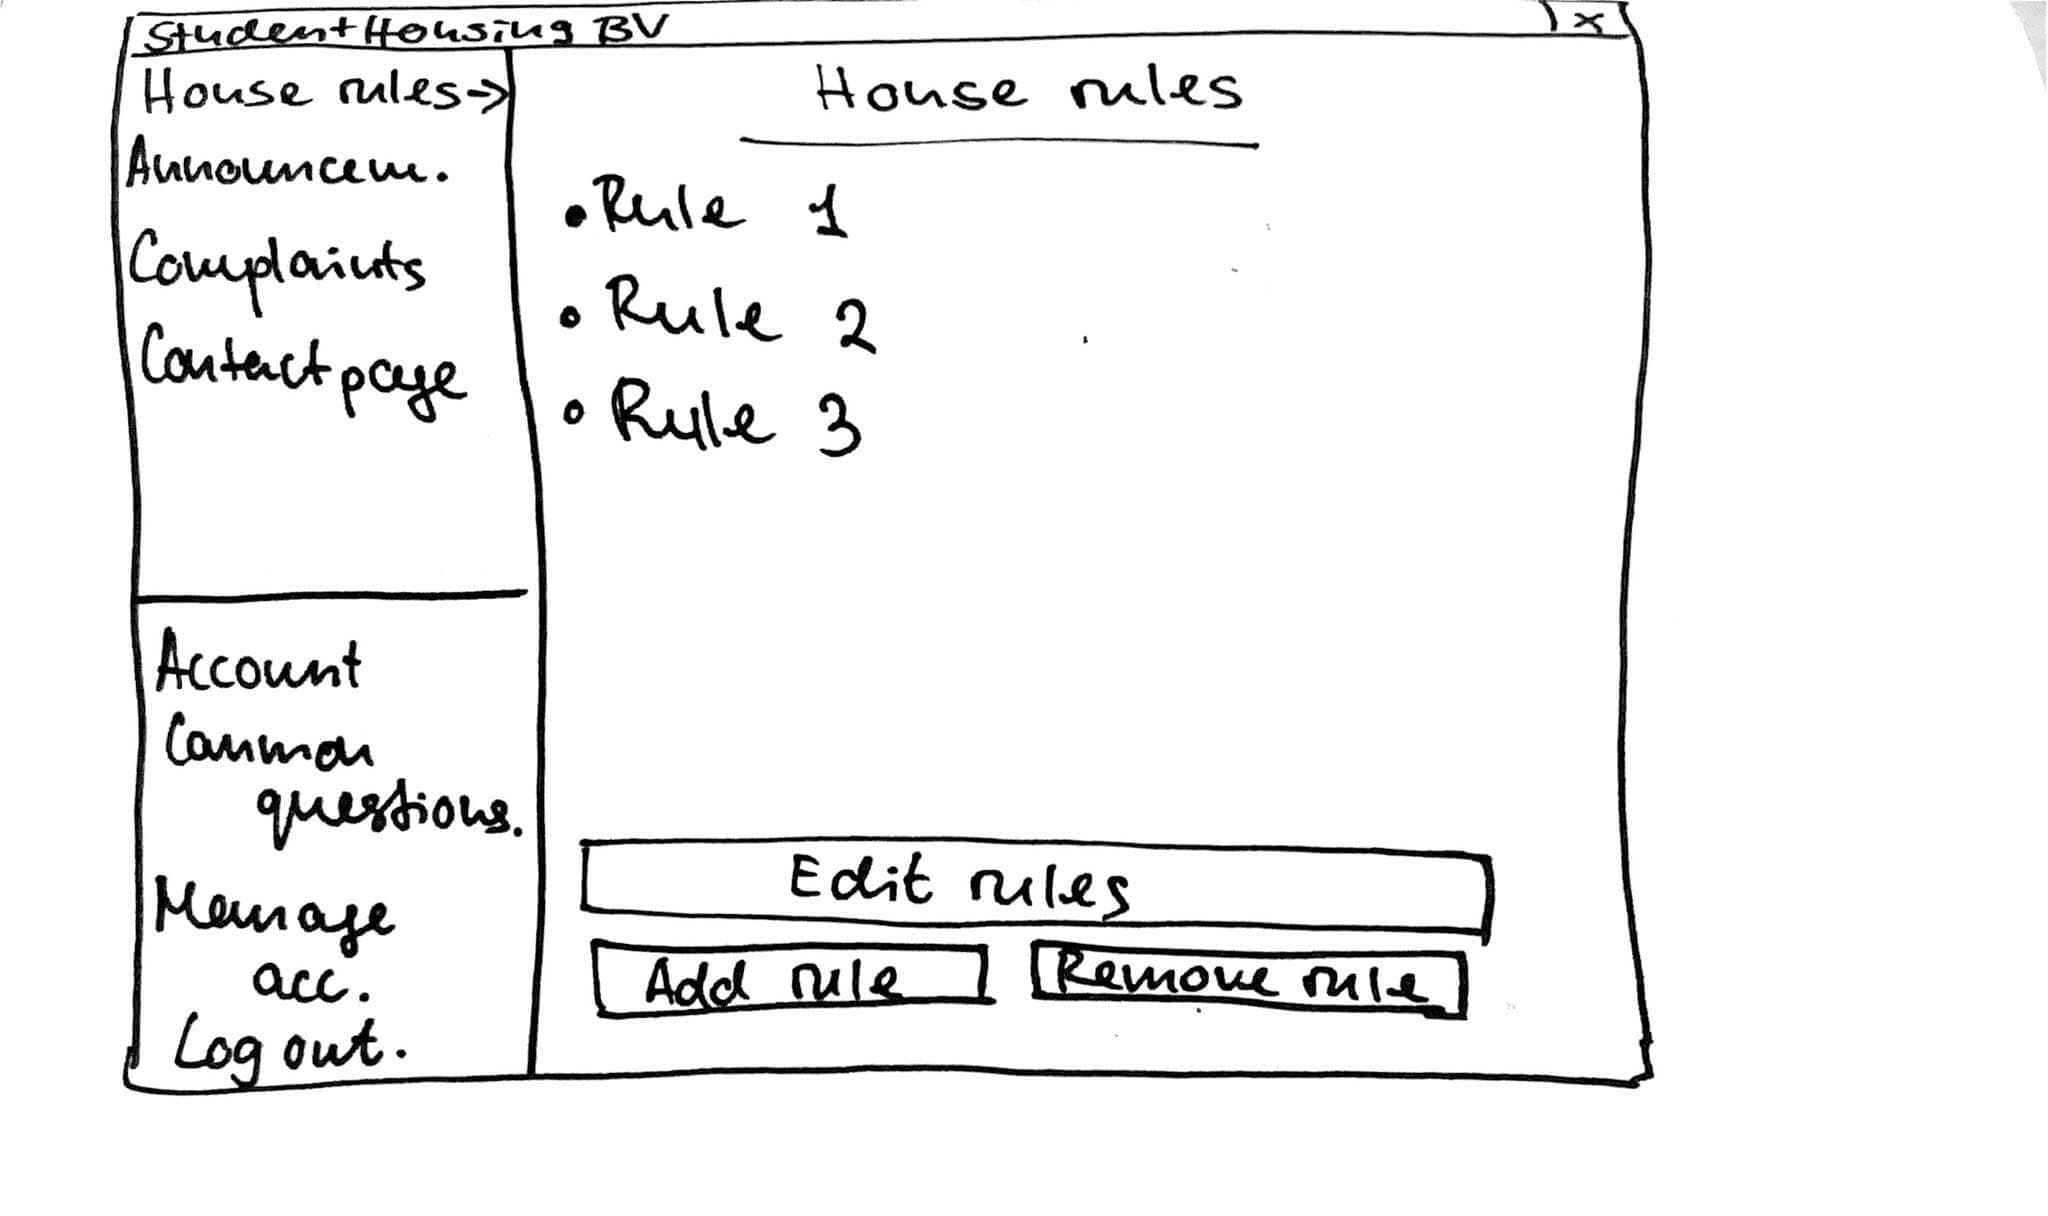 StudentHousing BV
x
House rules→
Announcem.
Complaints
Contact page
Account
Common
questions.
Manage
acc.
Log out.
House rules
• Rule 1
• Rule 2
• Rule 3
Edit rules
Add rule
Remove rule